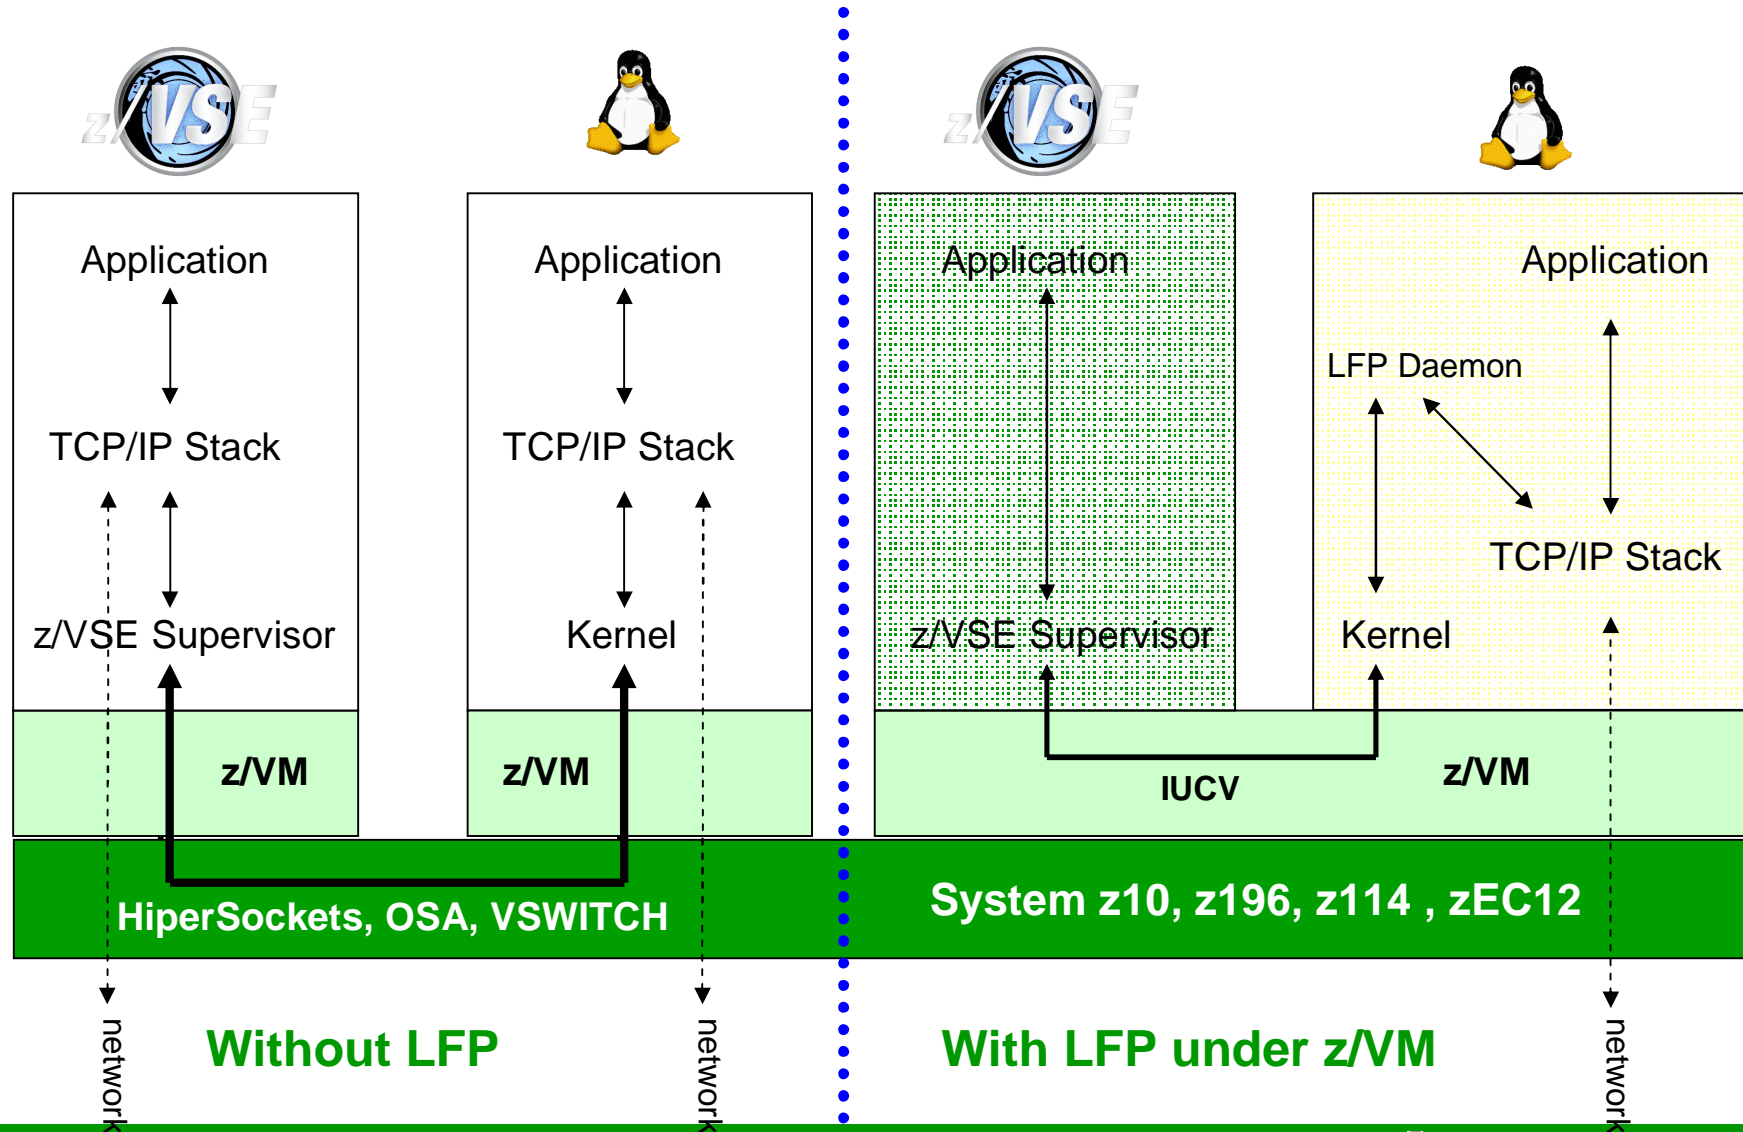 z/VSE
z/VSE
Application
Application
Application
Application
LFP Daemon
TCP/IP Stack
TCP/IP Stack
TCP/IP Stack
z/VSE Supervisor
Kernel
z/VSE Supervisor
Kernel
z/VM
z/VM
IUCV
z/VM
HiperSockets, OSA, VSWITCH
System z10, z196, z114 , zEC12
network
Without LFP
network
With LFP under z/VM
network